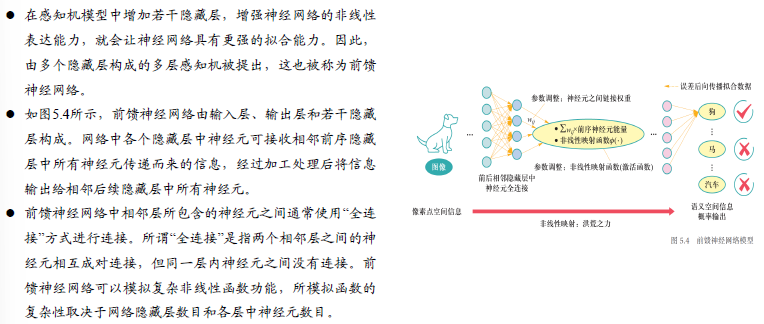 ● 在感知机模型中增加若干隐藏层，增强神经网络的非线性
表达能力，就会让神经网络具有更强的拟合能力。因此，
由多个隐藏层构成的多层感知机被提出，这也被称为前馈
神经网络。
● 如图5.4所示，前馈神经网络由输入层、输出层和若干隐藏
层构成。网络中各个隐藏层中神经元可接收相邻前序隐藏
层中所有神经元传递而来的信息，经过加工处理后将信息
输出给相邻后续隐藏层中所有神经元。
● 前馈神经网络中相邻层所包含的神经元之间通常使用“全连
接”方式进行连接。所谓“全连接”是指两个相邻层之间的神
经元相互成对连接，但同一层内神经元之间没有连接。前
馈神经网络可以模拟复杂非线性函数功能，所模拟函数的
复杂性取决于网络隐藏层数目和各层中神经元数目。
误差后向传播拟合数据
参数调整：神经元之间链接权重
wij
● ∑wij×前序神经元能量
● 非线性映射函数φ(·)
参数调整：非线性映射函数(激活函数)
图像
...
前后相邻隐藏层中
神经元全连接
...
狗
马
汽车
像素点空间信息
语义空间信息
概率输出
非线性映射：洪荒之力
图 5.4 前馈神经网络模型